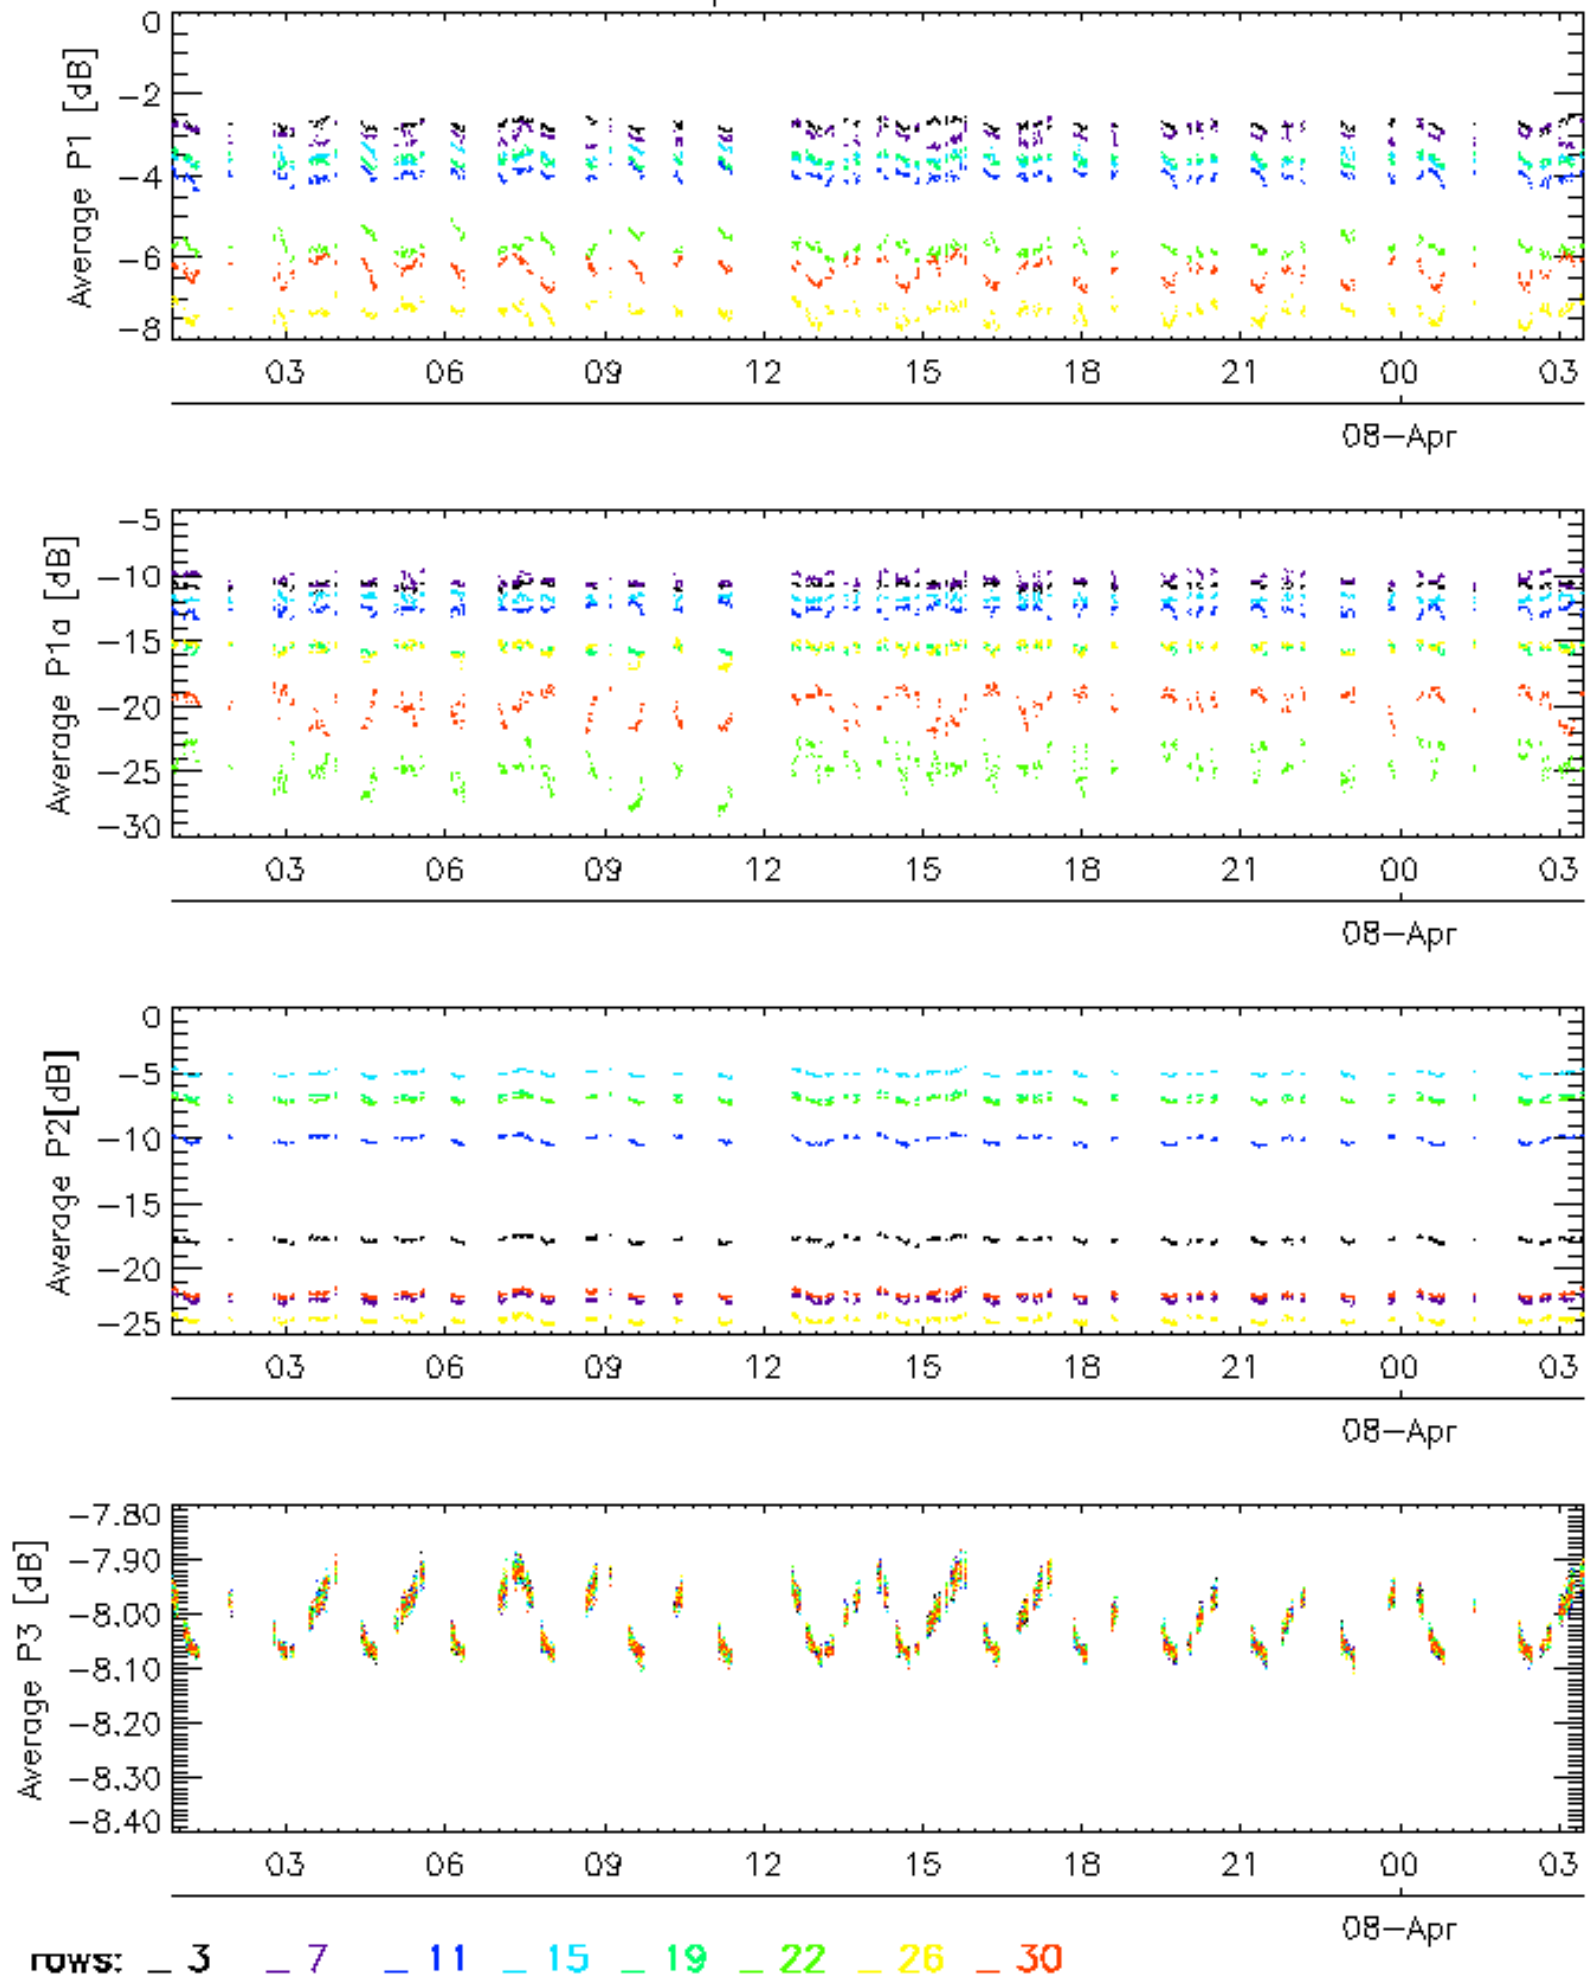 0
-2
-4
-6
-8
Average P1 [dB]
03 06 09 12 15 18 21 00 03
08-Apr
-5
-10
-15
-20
-25
-30
Average P1a [dB]
03 06 09 12 15 18 21 00 03
08-Apr
0
-5
-10
-15
-20
-25
Average P2[dB]
03 06 09 12 15 18 21 00 03
08-Apr
-7.80
-7.90
-8.00
-8.10
-8.20
-8.30
-8.40
Average P3 [dB]
03 06 09 12 15 18 21 00 03
08-Apr
rows: _ 3 _ 7 _ 11 _ 15 _ 19 _ 22 _ 26 _ 30